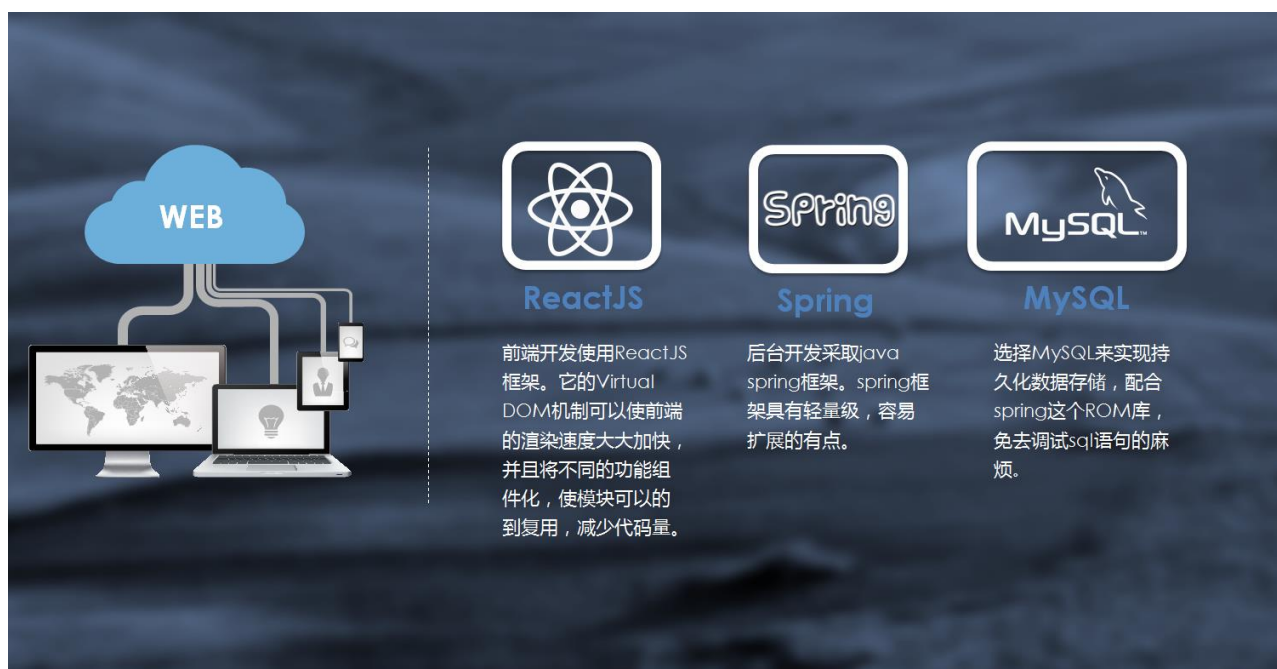 WEB
Spring
MySQL™
ReactJS
Spring
MySQL
前端开发使用ReactJS
框架。它的Virtual
DOM机制可以使前端
的渲染速度大大加快，
并且将不同的功能组
件化，使模块可以的
到复用，减少代码量。
后台开发采取java
spring框架。spring框
架具有轻量级，容易
扩展的有点。
选择MySQL来实现持
久化数据存储，配合
spring这个ROM库，
免去调试sql语句的麻
烦。